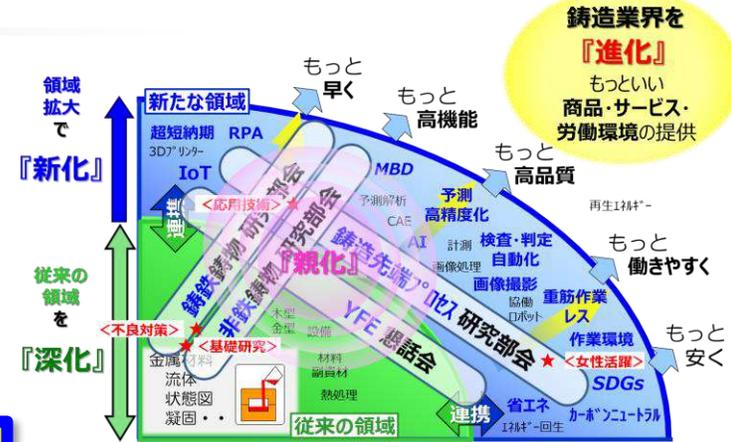 鋳造業界を
『進化』
もっといい
商品・サービス・
労働環境の提供
領域
拡大
で
『新化』
従来の
領域
を
『深化』
新たな領域
もっと
早く
もっと
高機能
もっと
高品質
もっと
働きやすく
もっと
安く
超短納期 RPA
3Dプリンター
IoT
MBD
予測解析
CAE
予測
高精度化
再生エネルギー
AI
計測
画像処理
検査・判定
自動化
画像撮影
協働
ロボット
重筋作業
レス
作業環境
<女性活躍>
SDGs
省エネ
エネルギー回生
カーボンニュートラル
連携
<応用技術>
鋳鉄鋳物 研究部会
非鉄鋳物 研究部会
鋳造先端プロセス 研究部会
YFE 懇話会
『親化』
<不良対策>
<基礎研究>
木型
金型
設備
材料
副資材
熱処理
金属材料
流体
状態図
凝固・・
従来の領域
連携